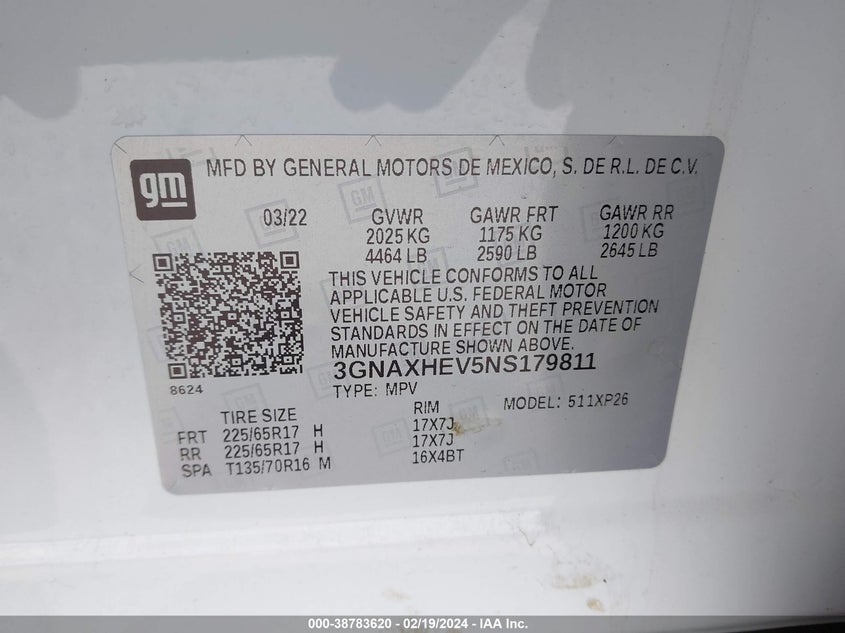 gm
MFD BY GENERAL MOTORS DE MEXICO, S. DE R.L. DE C.V.
03/22 GVWR GAWR FRT GAWR RR
2025 KG 1175 KG 1200 KG
4464 LB 2590 LB 2645 LB
THIS VEHICLE CONFORMS TO ALL
APPLICABLE U.S. FEDERAL MOTOR
VEHICLE SAFETY AND THEFT PREVENTION
STANDARDS IN EFFECT ON THE DATE OF
MANUFACTURE SHOWN ABOVE.
3GNAXHEV5NS179811
8624
TYPE: MPV
MODEL: 511XP26
TIRE SIZE RIM
FRT 225/65R17 H 17X7J
RR 225/65R17 H 17X7J
SPA T135/70R16 M 16X4BT
000-38783620 - 02/19/2024 - IAAI.COM